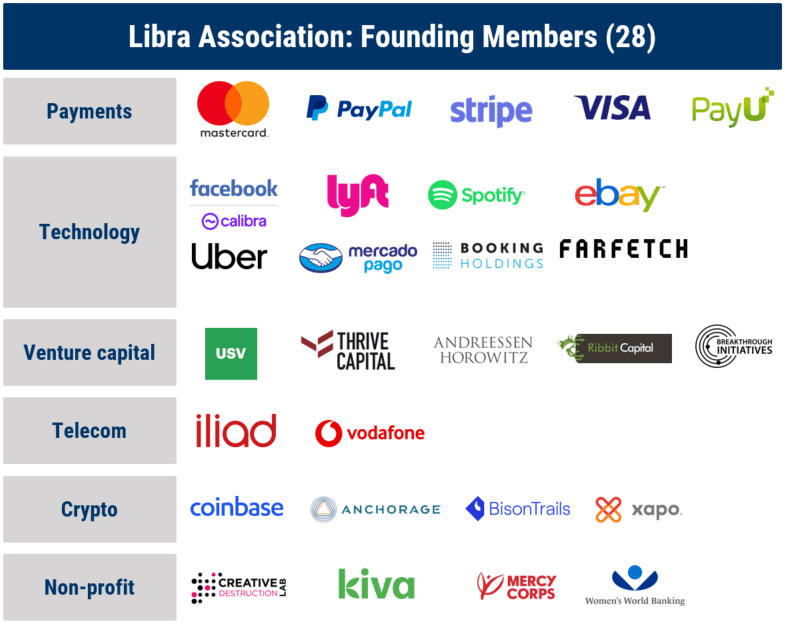 Libra Association: Founding Members (28)
Payments
mastercard.
PayPal
stripe
VISA
PayU
Technology
facebook
calibra
lyft
Spotify
ebay
Uber
mercado
pago
BOOKING
HOLDINGS
FARFETCH
Venture capital
USV
THRIVE
CAPITAL
ANDREESSEN
HOROWITZ
Ribbit Capital
BREAKTHROUGH
INITIATIVES
Telecom
iliad
vodafone
Crypto
coinbase
ANCHORAGE
BisonTrails
xapo
Non-profit
CREATIVE
DESTRUCTION
LAB
kiva
MERCY
CORPS
Women's World Banking